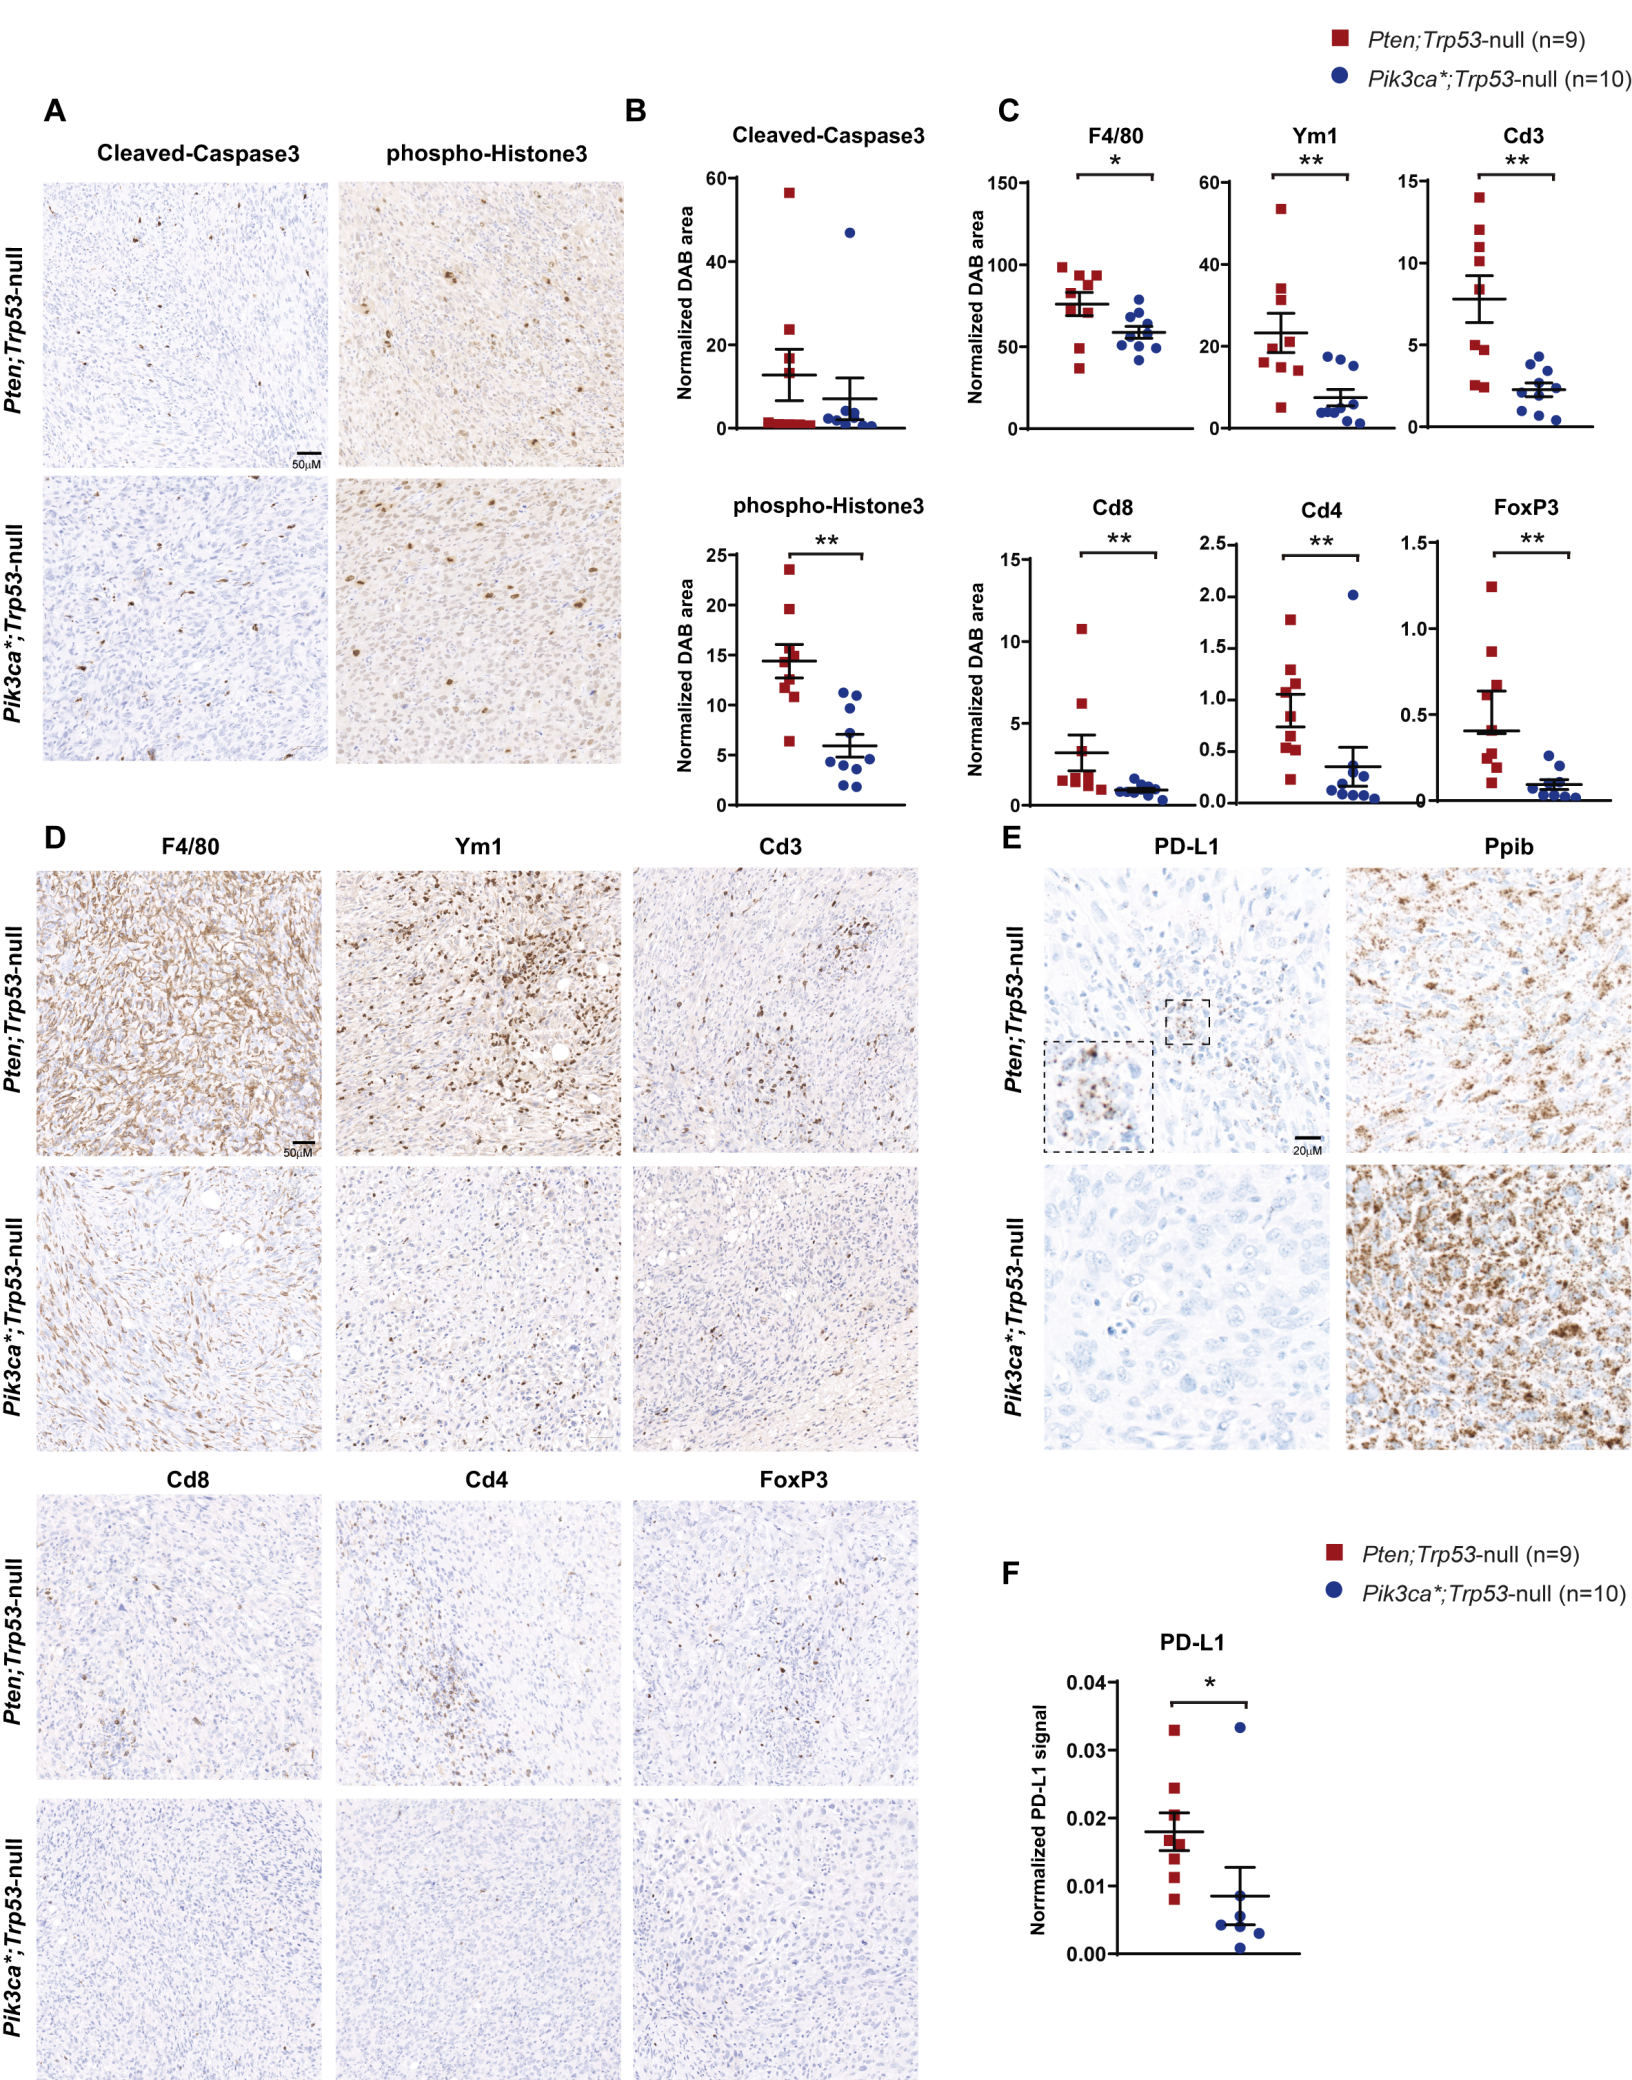 Pten;Trp53-null (n=9)
Pik3ca*;Trp53-null (n=10)
A
Cleaved-Caspase3
phospho-Histone3
Pten;Trp53-null
50µM
Pik3ca*;Trp53-null
B
Cleaved-Caspase3
Normalized DAB area
60
40
20
0
phospho-Histone3
**
Normalized DAB area
25
20
15
10
5
0
C
F4/80
*
Normalized DAB area
150
100
50
0
Ym1
**
60
40
20
0
Cd3
**
15
10
5
0
Cd8
**
Normalized DAB area
15
10
5
0
Cd4
**
2.5
2.0
1.5
1.0
0.5
0.0
FoxP3
**
1.5
1.0
0.5
0
D
F4/80
Ym1
Cd3
Pten;Trp53-null
50µM
Pik3ca*;Trp53-null
Cd8
Cd4
FoxP3
Pten;Trp53-null
Pik3ca*;Trp53-null
E
PD-L1
Ppib
Pten;Trp53-null
20µM
Pik3ca*;Trp53-null
F
Pten;Trp53-null (n=9)
Pik3ca*;Trp53-null (n=10)
PD-L1
*
Norrmalized PD-L1 signal
0.04
0.03
0.02
0.01
0.00